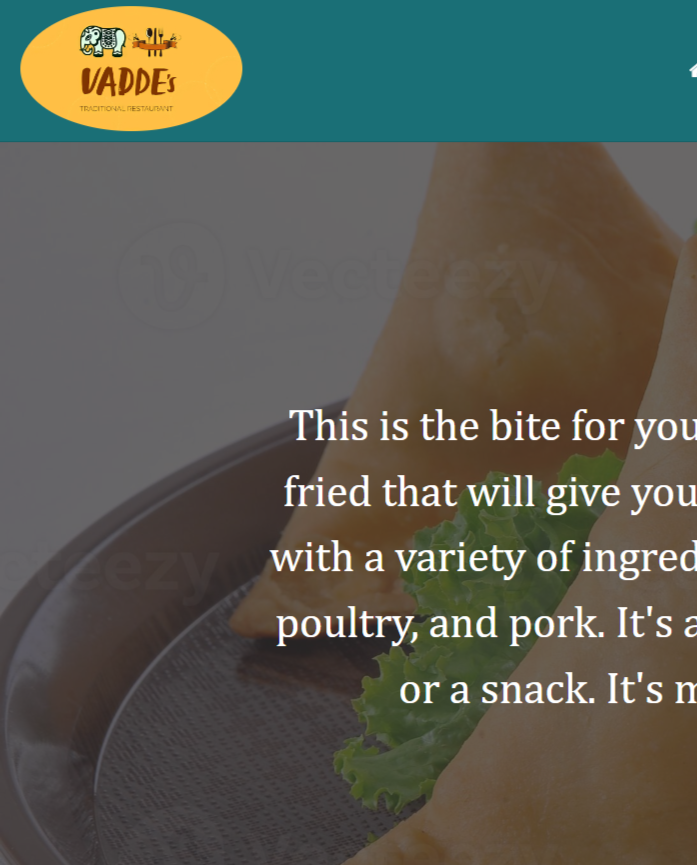 VADDE's
TRADITIONAL RESTAURANT
Vecteezy
This is the bite for you
fried that will give you
with a variety of ingred
teezy
poultry, and pork. It's a
or a snack. It's m